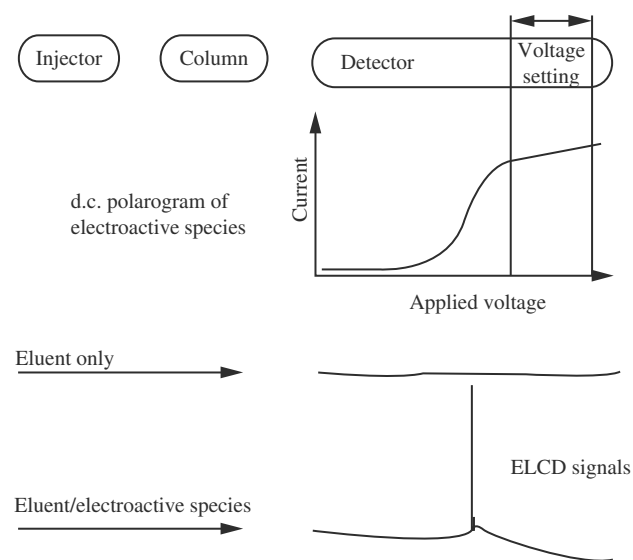 Injector
Column
Detector
Voltage
setting
d.c. polarogram of
electroactive species
Current
Applied voltage
Eluent only
ELCD signals
Eluent/electroactive species